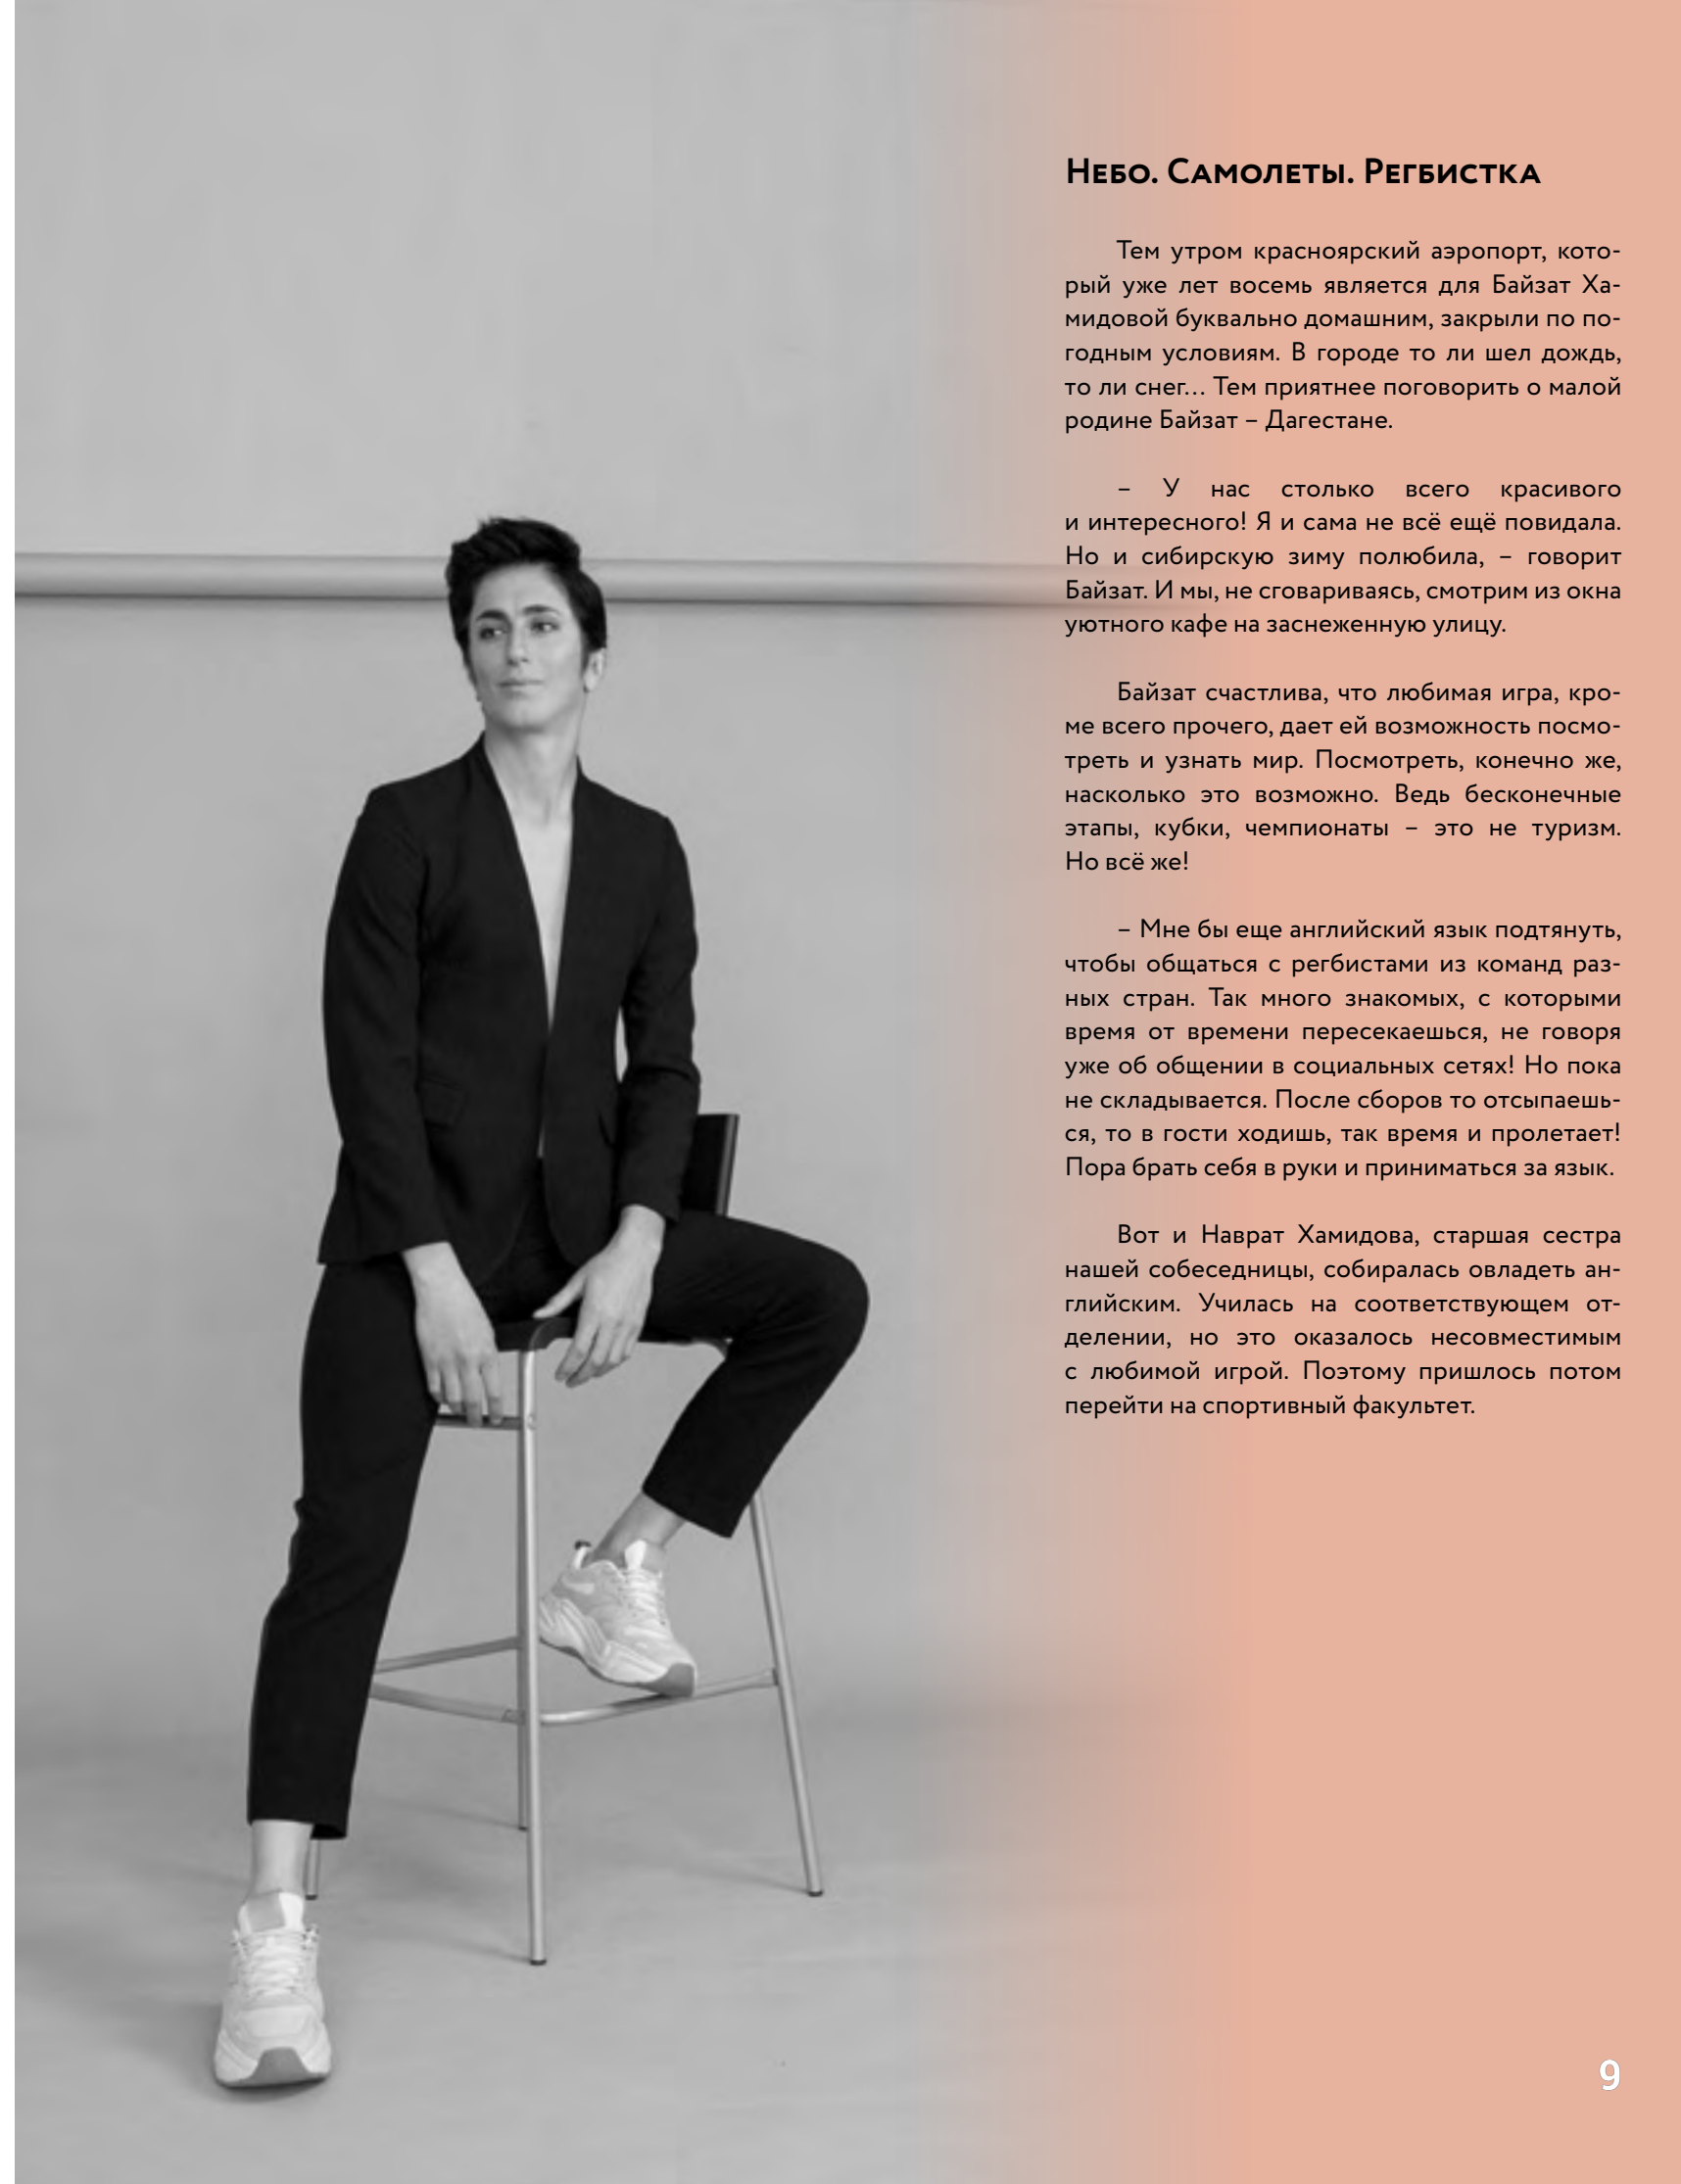 Небо. Самолеты. Регбистка
Тем утром красноярский аэропорт, кото-
рый уже лет восемь является для Байзат Ха-
мидовой буквально домашним, закрыли по по-
годным условиям. В городе то ли шел дождь,
то ли снег... Тем приятнее поговорить о малой
родине Байзат – Дагестане.
– У нас столько всего красивого
и интересного! Я и сама не всё ещё повидала.
Но и сибирскую зиму полюбила, – говорит
Байзат. И мы, не сговариваясь, смотрим из окна
уютного кафе на заснеженную улицу.
Байзат счастлива, что любимая игра, кро-
ме всего прочего, дает ей возможность посмо-
треть и узнать мир. Посмотреть, конечно же,
насколько это возможно. Ведь бесконечные
этапы, кубки, чемпионаты – это не туризм.
Но всё же!
– Мне бы еще английский язык подтянуть,
чтобы общаться с регбистами из команд раз-
ных стран. Так много знакомых, с которыми
время от времени пересекаешься, не говоря
уже об общении в социальных сетях! Но пока
не складывается. После сборов то отсыпаешь-
ся, то в гости ходишь, так время и пролетает!
Пора брать себя в руки и приниматься за язык.
Вот и Наврат Хамидова, старшая сестра
нашей собеседницы, собиралась овладеть ан-
глийским. Училась на соответствующем от-
делении, но это оказалось несовместимым
с любимой игрой. Поэтому пришлось потом
перейти на спортивный факультет.
9